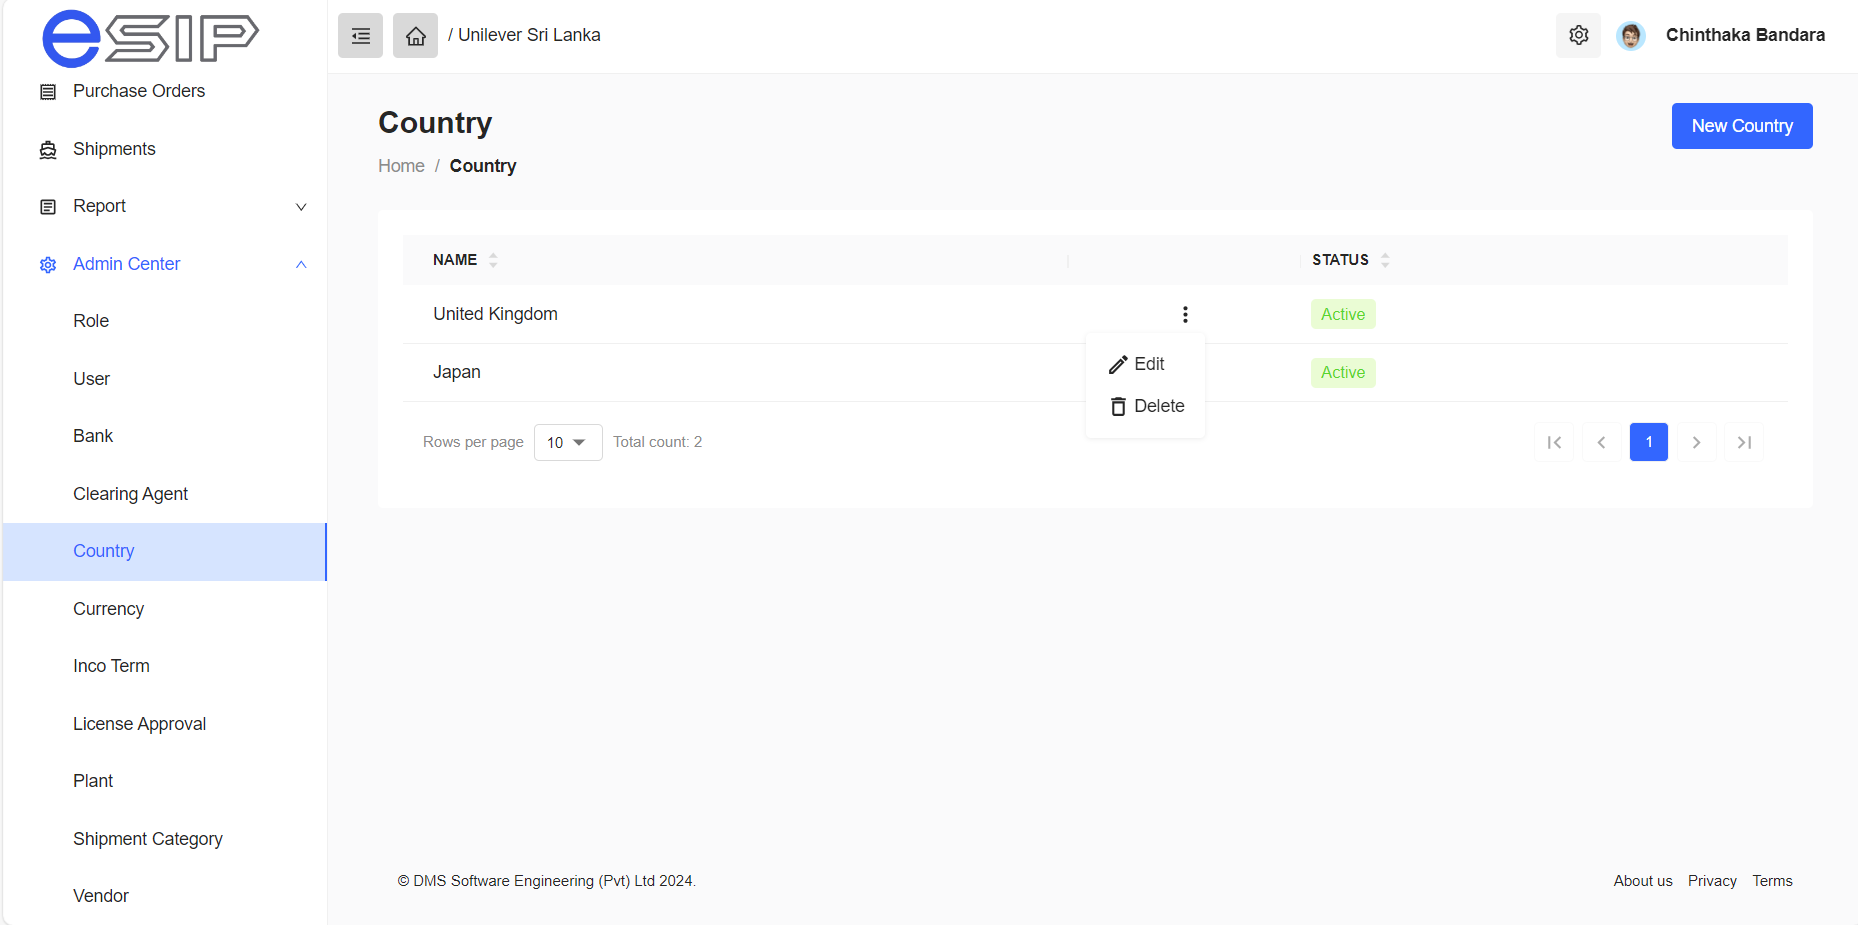 eSIP
Purchase Orders
Shipments
Report
Admin Center
Role
User
Bank
Clearing Agent
Country
Currency
Inco Term
License Approval
Plant
Shipment Category
Vendor
/ Unilever Sri Lanka
Chinthaka Bandara
Country
New Country
Home / Country
NAME STATUS
United Kingdom Active
Edit
Japan Active
Delete
Rows per page 10 Total count: 2
1
© DMS Software Engineering (Pvt) Ltd 2024.
About us Privacy Terms